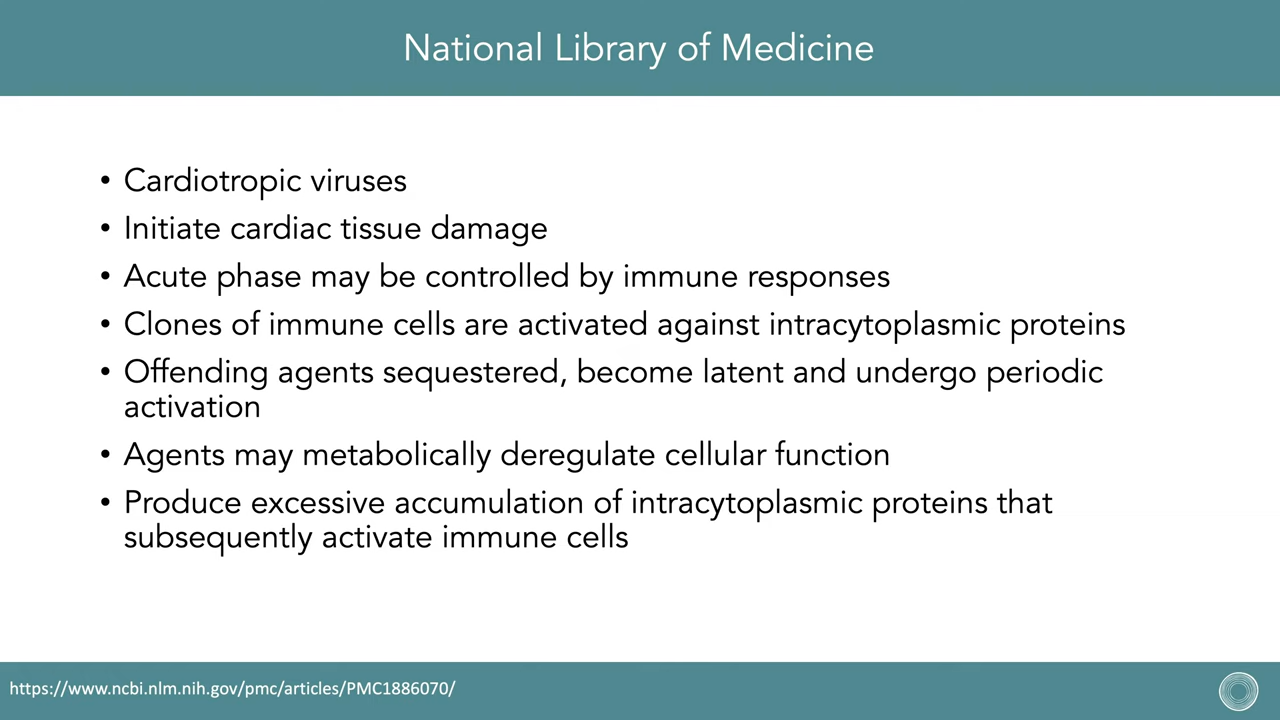 National Library of Medicine
• Cardiotropic viruses
• Initiate cardiac tissue damage
• Acute phase may be controlled by immune responses
• Clones of immune cells are activated against intracytoplasmic proteins
• Offending agents sequestered, become latent and undergo periodic
activation
• Agents may metabolically deregulate cellular function
• Produce excessive accumulation of intracytoplasmic proteins that
subsequently activate immune cells
https://www.ncbi.nlm.nih.gov/pmc/articles/PMC1886070/